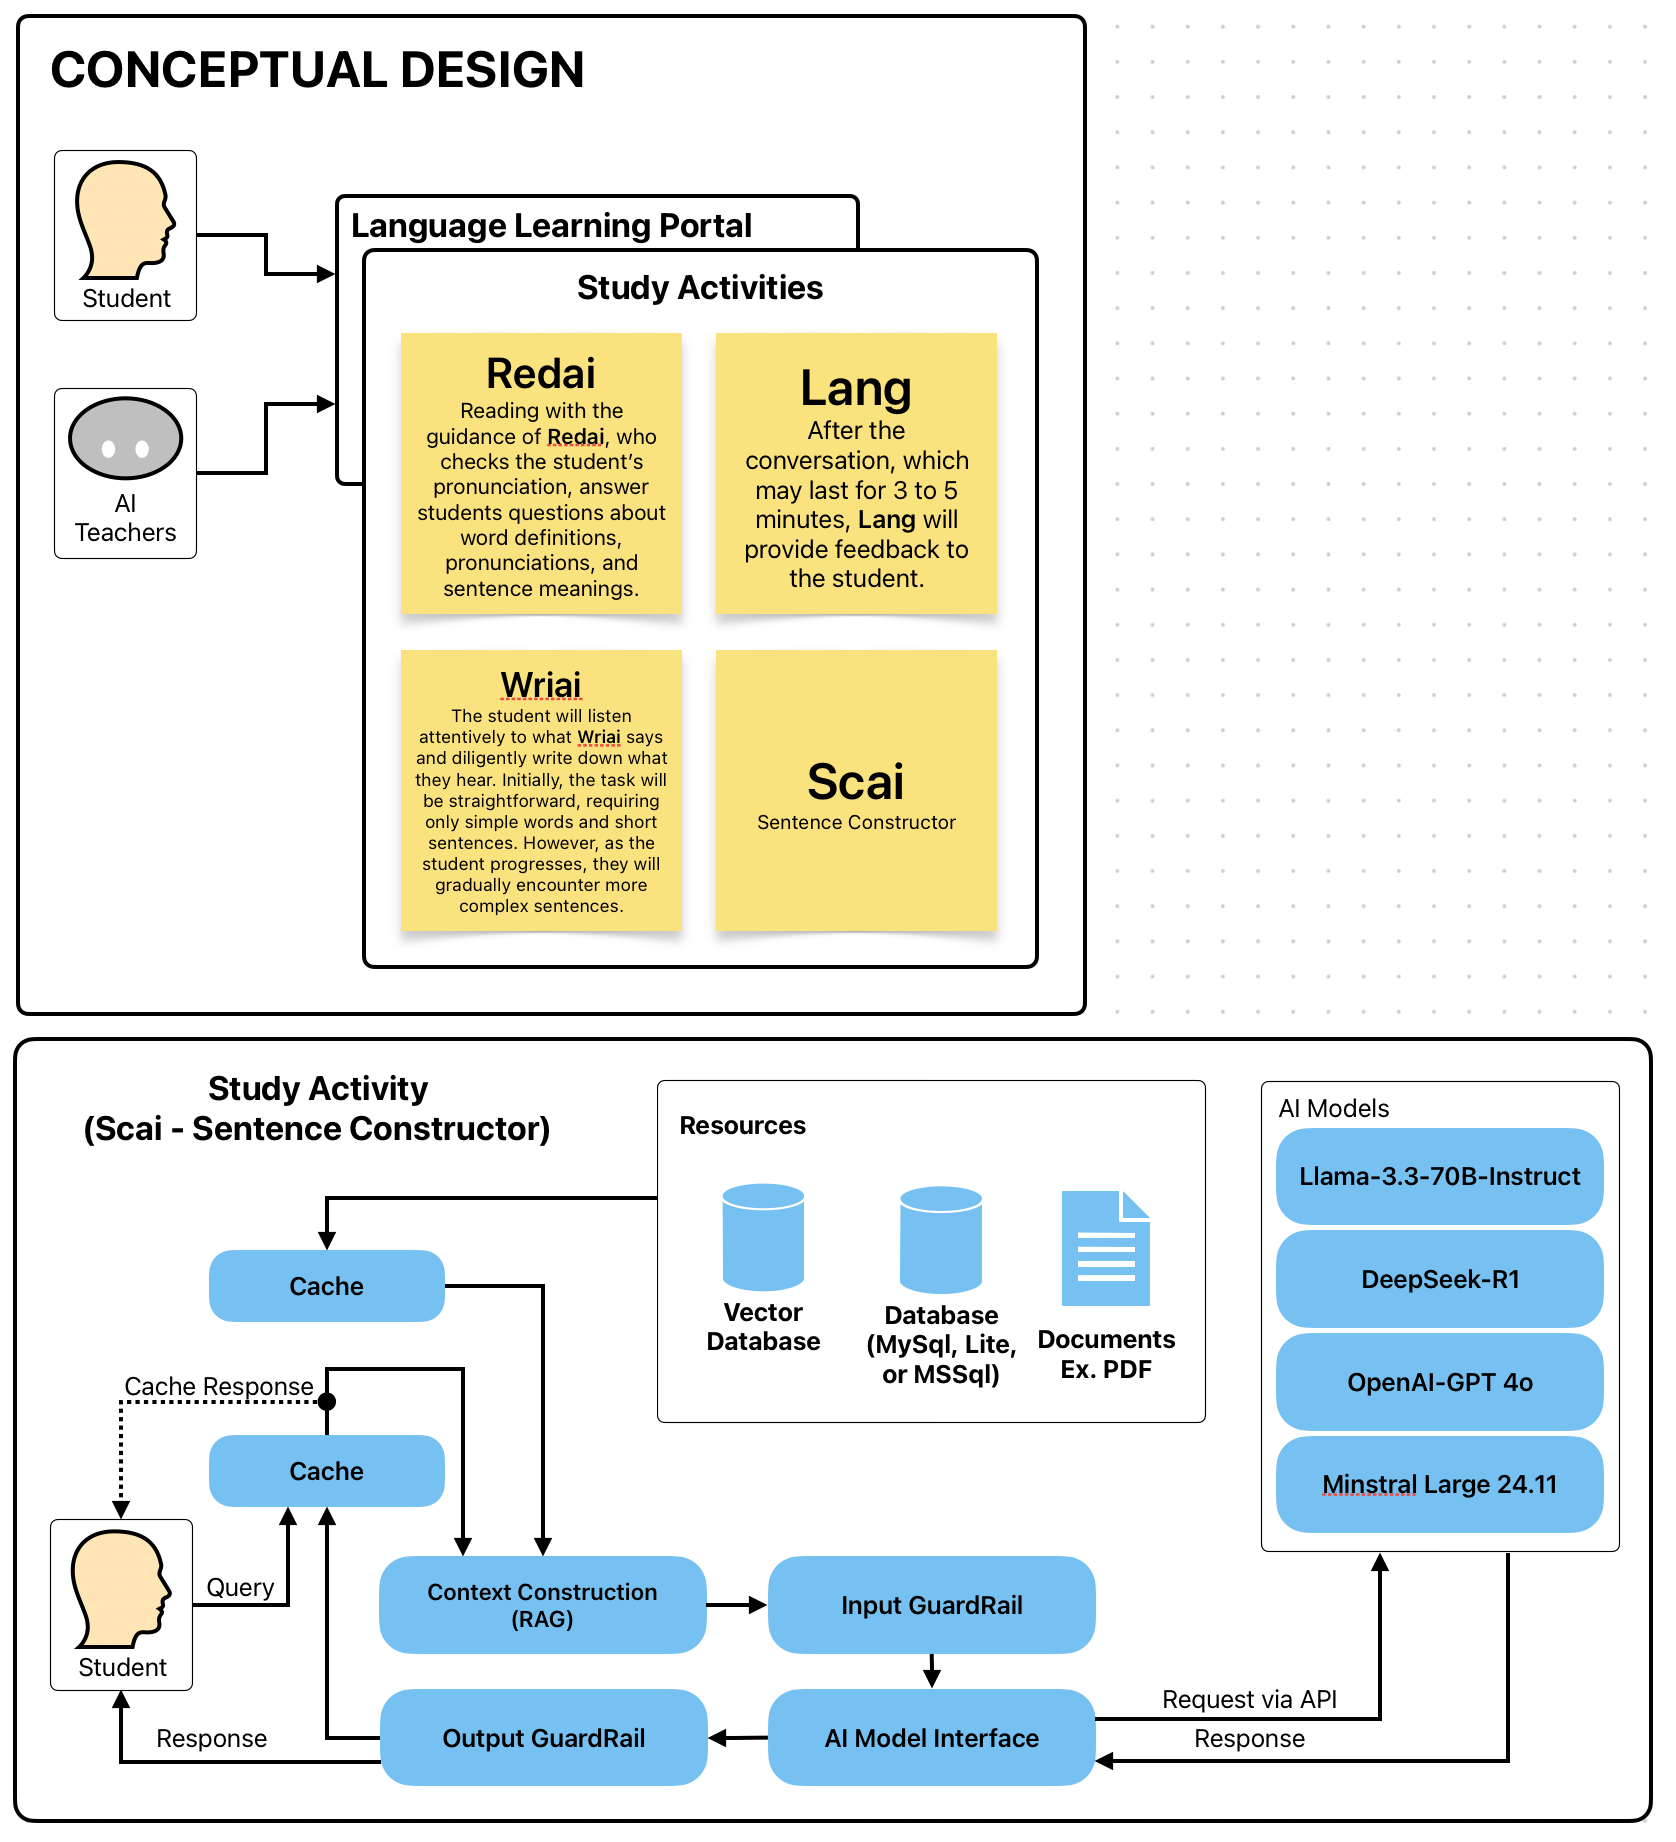 CONCEPTUAL DESIGN
Student
AI
Teachers
Language Learning Portal
Study Activities
Redai
Reading with the
guidance of Redai, who
checks the student's
pronunciation, answer
students questions about
word definitions,
pronunciations, and
sentence meanings.
Lang
After the
conversation, which
may last for 3 to 5
minutes, Lang will
provide feedback to
the student.
Wriai
The student will listen
attentively to what Wriai says
and diligently write down what
they hear. Initially, the task will
be straightforward, requiring
only simple words and short
sentences. However, as the
student progresses, they will
gradually encounter more
complex sentences.
Scai
Sentence Constructor
Study Activity
(Scai - Sentence Constructor)
Resources
Vector
Database
Database
(MySql, Lite,
or MSSql)
Documents
Ex. PDF
AI Models
Llama-3.3-70B-Instruct
DeepSeek-R1
OpenAI-GPT 4o
Minstral Large 24.11
Cache
Cache Response
Cache
Query
Student
Context Construction
(RAG)
Input GuardRail
Output GuardRail
AI Model Interface
Request via API
Response
Response